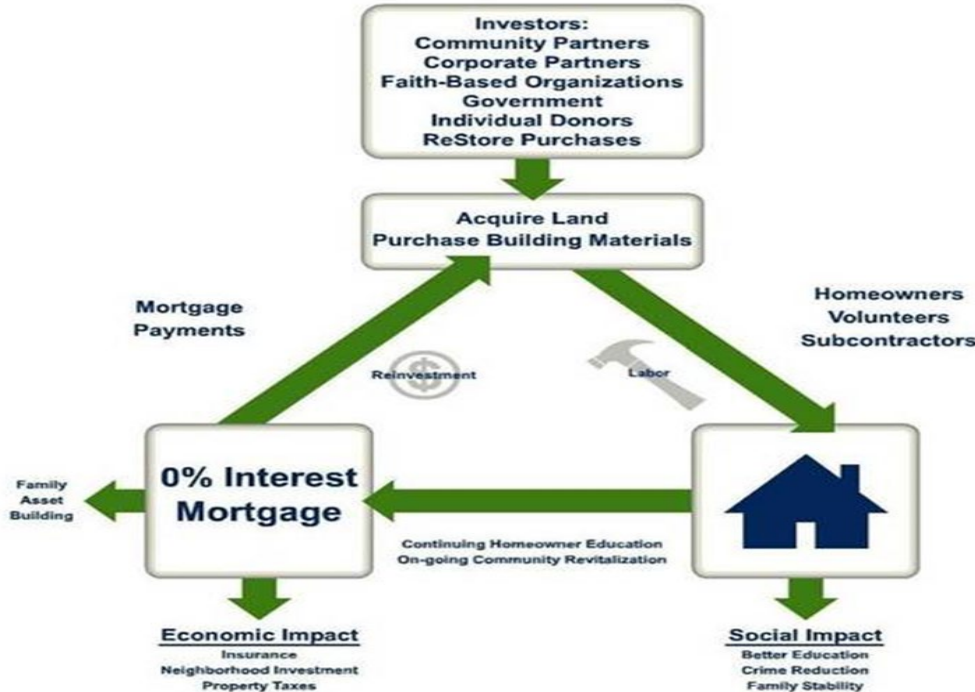 Investors:
Community Partners
Corporate Partners
Faith-Based Organizations
Government
Individual Donors
ReStore Purchases
Acquire Land
Purchase Building Materials
Mortgage
Payments
Homeowners
Volunteers
Subcontractors
Reinvestment
Labor
0% Interest
Mortgage
Family
Asset
Building
Continuing Homeowner Education
On-going Community Revitalization
Economic Impact
Insurance
Neighborhood Investment
Property Taxes
Social Impact
Better Education
Crime Reduction
Family Stability